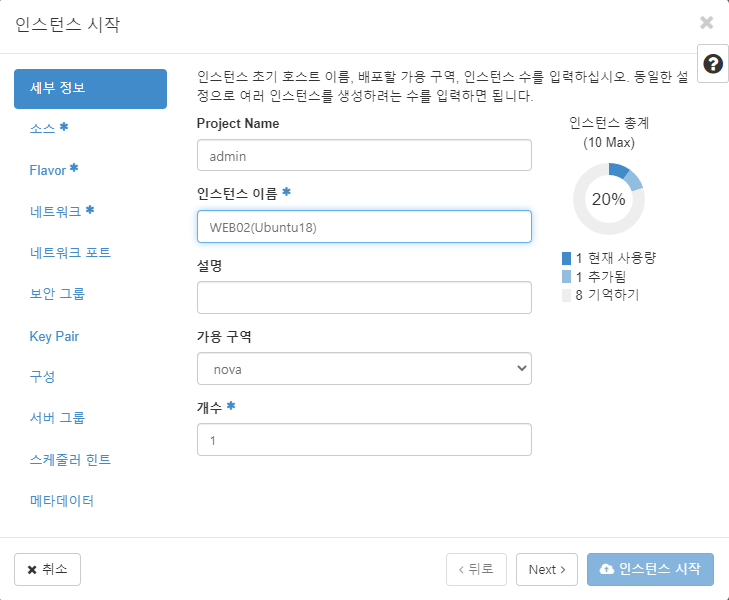 인스턴스 시작
세부 정보
소스 *
Flavor *
네트워크 *
네트워크 포트
보안 그룹
Key Pair
구성
서버 그룹
스케줄러 힌트
메타데이터
인스턴스 초기 호스트 이름, 배포할 가용 구역, 인스턴스 수를 입력하십시오. 동일한 설
정으로 여러 인스턴스를 생성하려는 수를 입력하면 됩니다.
Project Name
admin
인스턴스 이름 *
WEB02(Ubuntu18)
설명
가용 구역
nova
개수 *
1
인스턴스 총계
(10 Max)
20%
1 현재 사용량
1 추가됨
8 기억하기
취소
뒤로
Next
인스턴스 시작